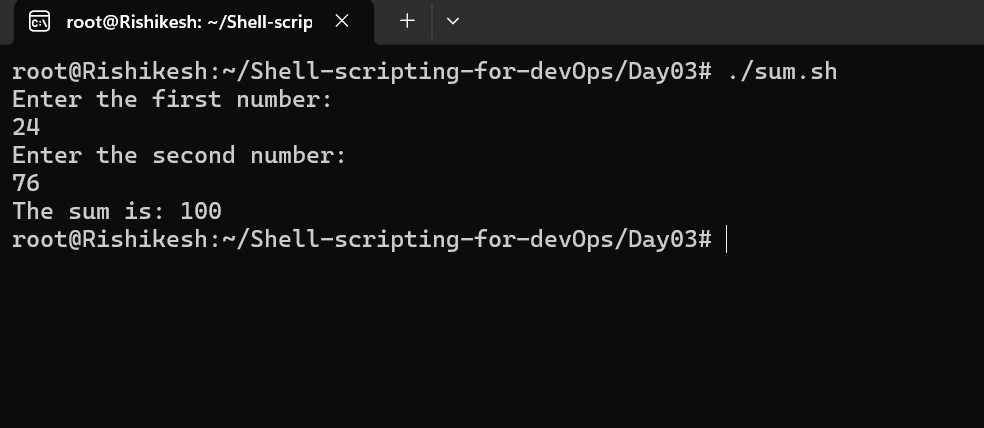 root@Rishikesh: ~/Shell-scrip
root@Rishikesh:~/Shell-scripting-for-devOps/Day03# ./sum.sh
Enter the first number:
24
Enter the second number:
76
The sum is: 100
root@Rishikesh:~/Shell-scripting-for-devOps/Day03#